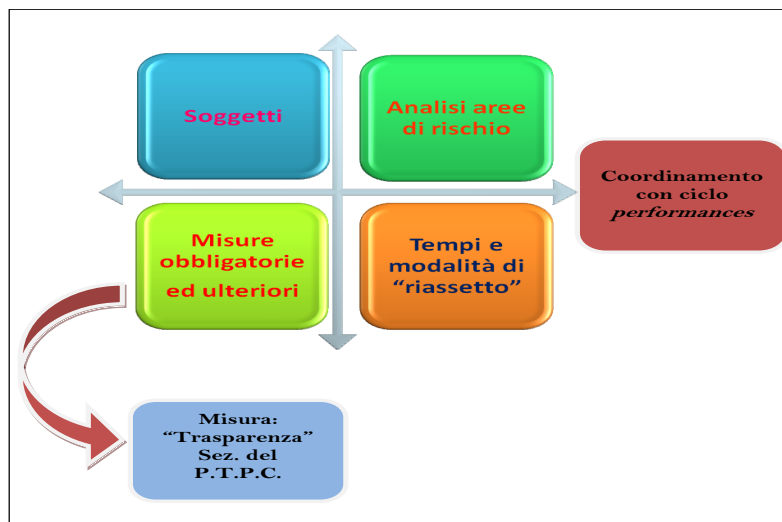 Soggetti
Analisi aree
di rischio
Coordinamento
con ciclo
performances
Misure
obbligatorie
ed ulteriori
Tempi e
modalità di
“riassetto”
Misura:
“Trasparenza”
Sez. del
P.T.P.C.